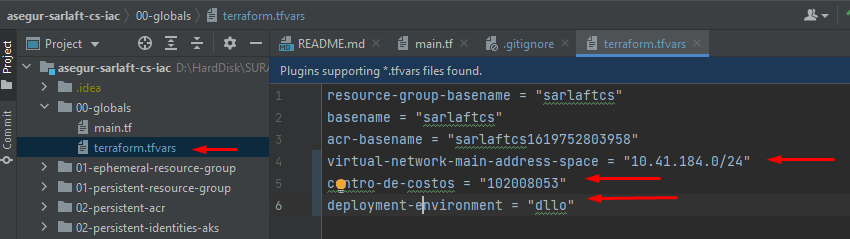 asegur-sarlaft-cs-iac
00-globals
terraform.tfvars
Project
README.md
main.tf
.gitignore
terraform.tfvars
Project
Commit
asegur-sarlaft-cs-iac D:\HardDisk\SURA
.idea
00-globals
main.tf
terraform.tfvars
01-ephemeral-resource-group
01-persistent-resource-group
02-persistent-acr
02-persistent-identities-aks
Plugins supporting *.tfvars files found.
1 resource-group-basename = "sarlaftcs"
2 basename = "sarlaftcs"
3 acr-basename = "sarlaftcs1619752803958"
4 virtual-network-main-address-space = "10.41.184.0/24"
5 centro-de-costos = "102008053"
6 deployment-environment = "dllo"